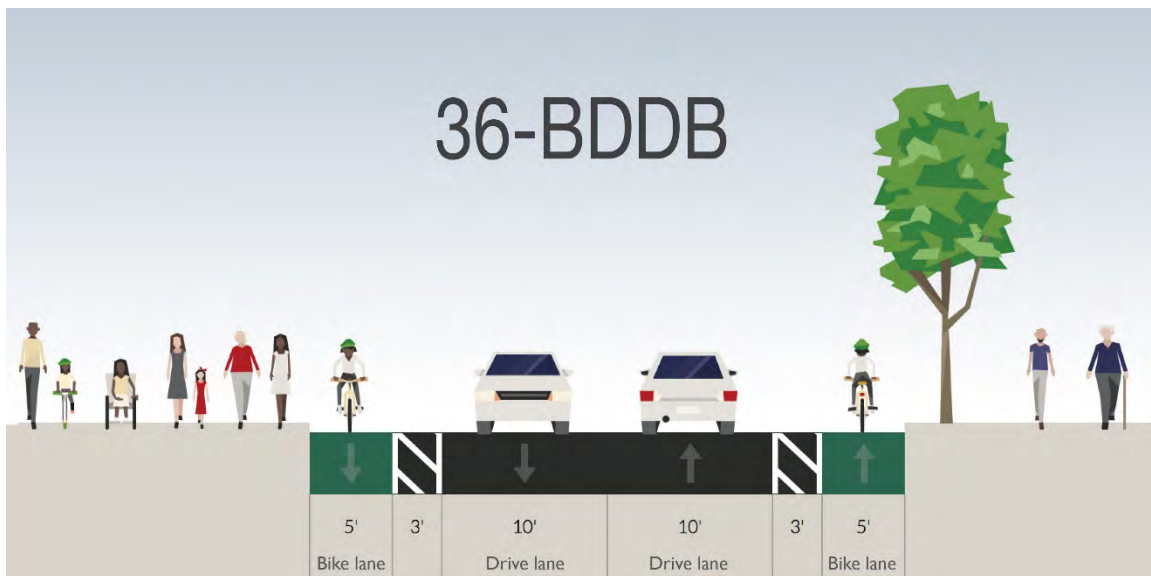 36-BDDB
5' 3' 10' 10' 3' 5'
Bike lane Drive lane Drive lane Bike lane